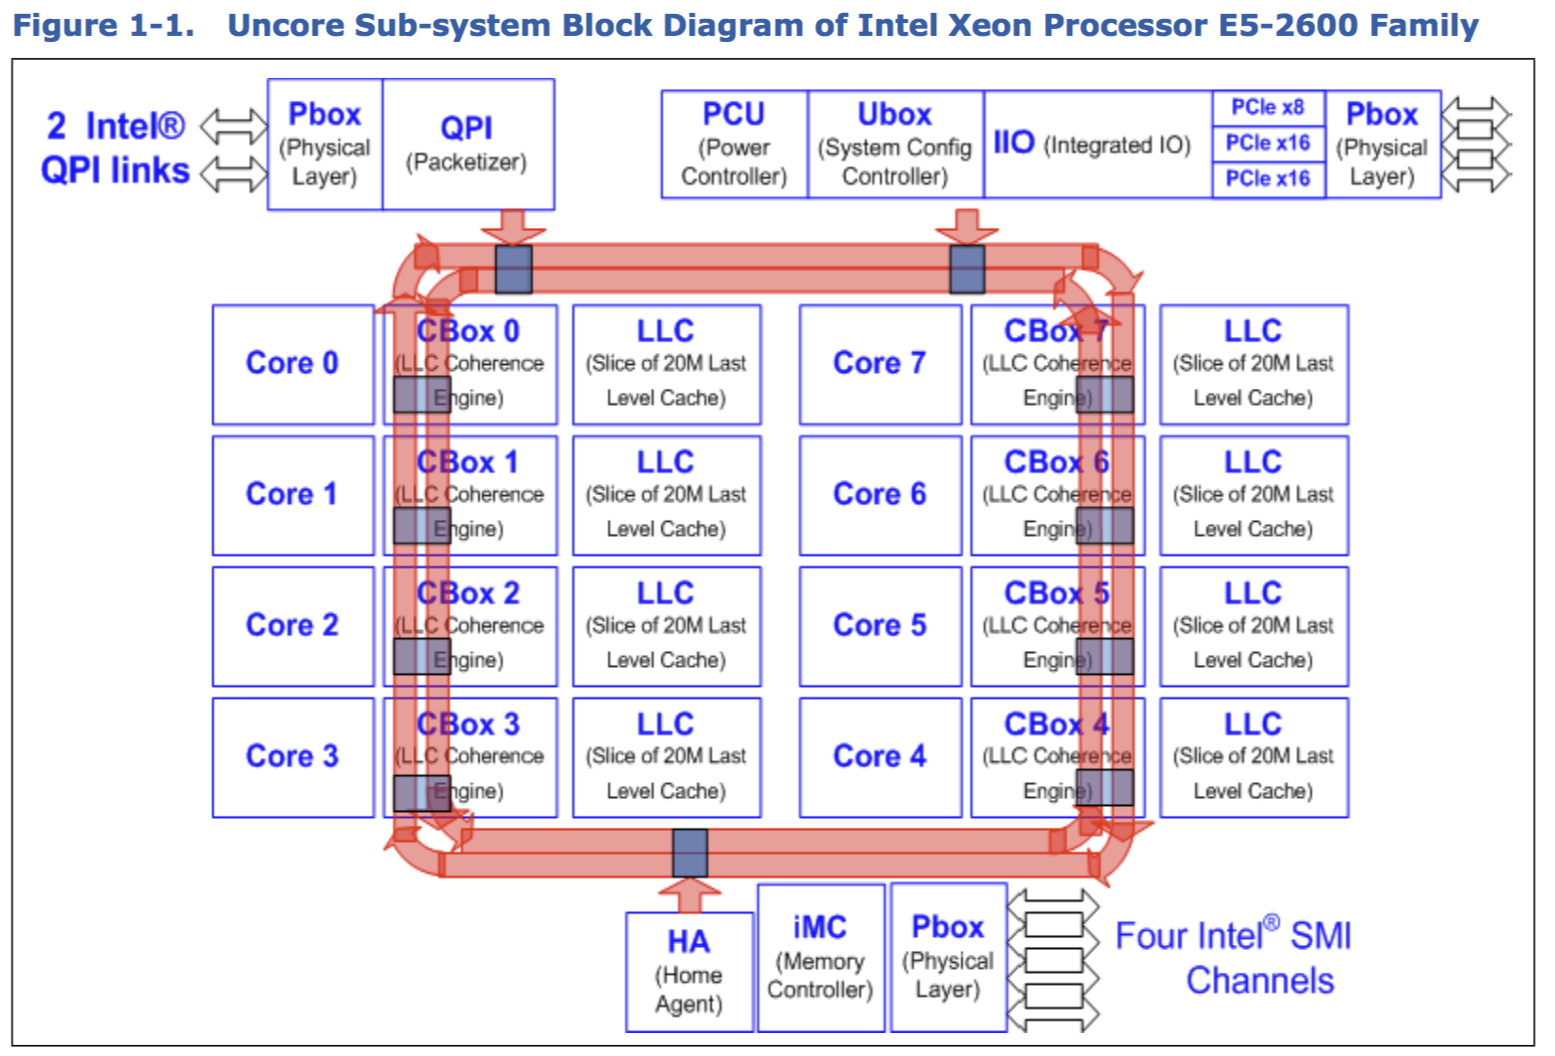 Figure 1-1. Uncore Sub-system Block Diagram of Intel Xeon Processor E5-2600 Family
2 Intel®
QPI links
Pbox
(Physical
Layer)
QPI
(Packetizer)
PCU
(Power
Controller)
Ubox
(System Config
Controller)
IIO (Integrated IO)
PCIe x8
PCIe x16
PCIe x16
Pbox
(Physical
Layer)
Core 0
CBox 0
(LLC Coherence
Engine)
LLC
(Slice of 20M Last
Level Cache)
Core 7
CBox 7
(LLC Coherence
Engine)
LLC
(Slice of 20M Last
Level Cache)
Core 1
CBox 1
(LLC Coherence
Engine)
LLC
(Slice of 20M Last
Level Cache)
Core 6
CBox 6
(LLC Coherence
Engine)
LLC
(Slice of 20M Last
Level Cache)
Core 2
CBox 2
(LLC Coherence
Engine)
LLC
(Slice of 20M Last
Level Cache)
Core 5
CBox 5
(LLC Coherence
Engine)
LLC
(Slice of 20M Last
Level Cache)
Core 3
CBox 3
(LLC Coherence
Engine)
LLC
(Slice of 20M Last
Level Cache)
Core 4
CBox 4
(LLC Coherence
Engine)
LLC
(Slice of 20M Last
Level Cache)
HA
(Home
Agent)
iMC
(Memory
Controller)
Pbox
(Physical
Layer)
Four Intel® SMI
Channels